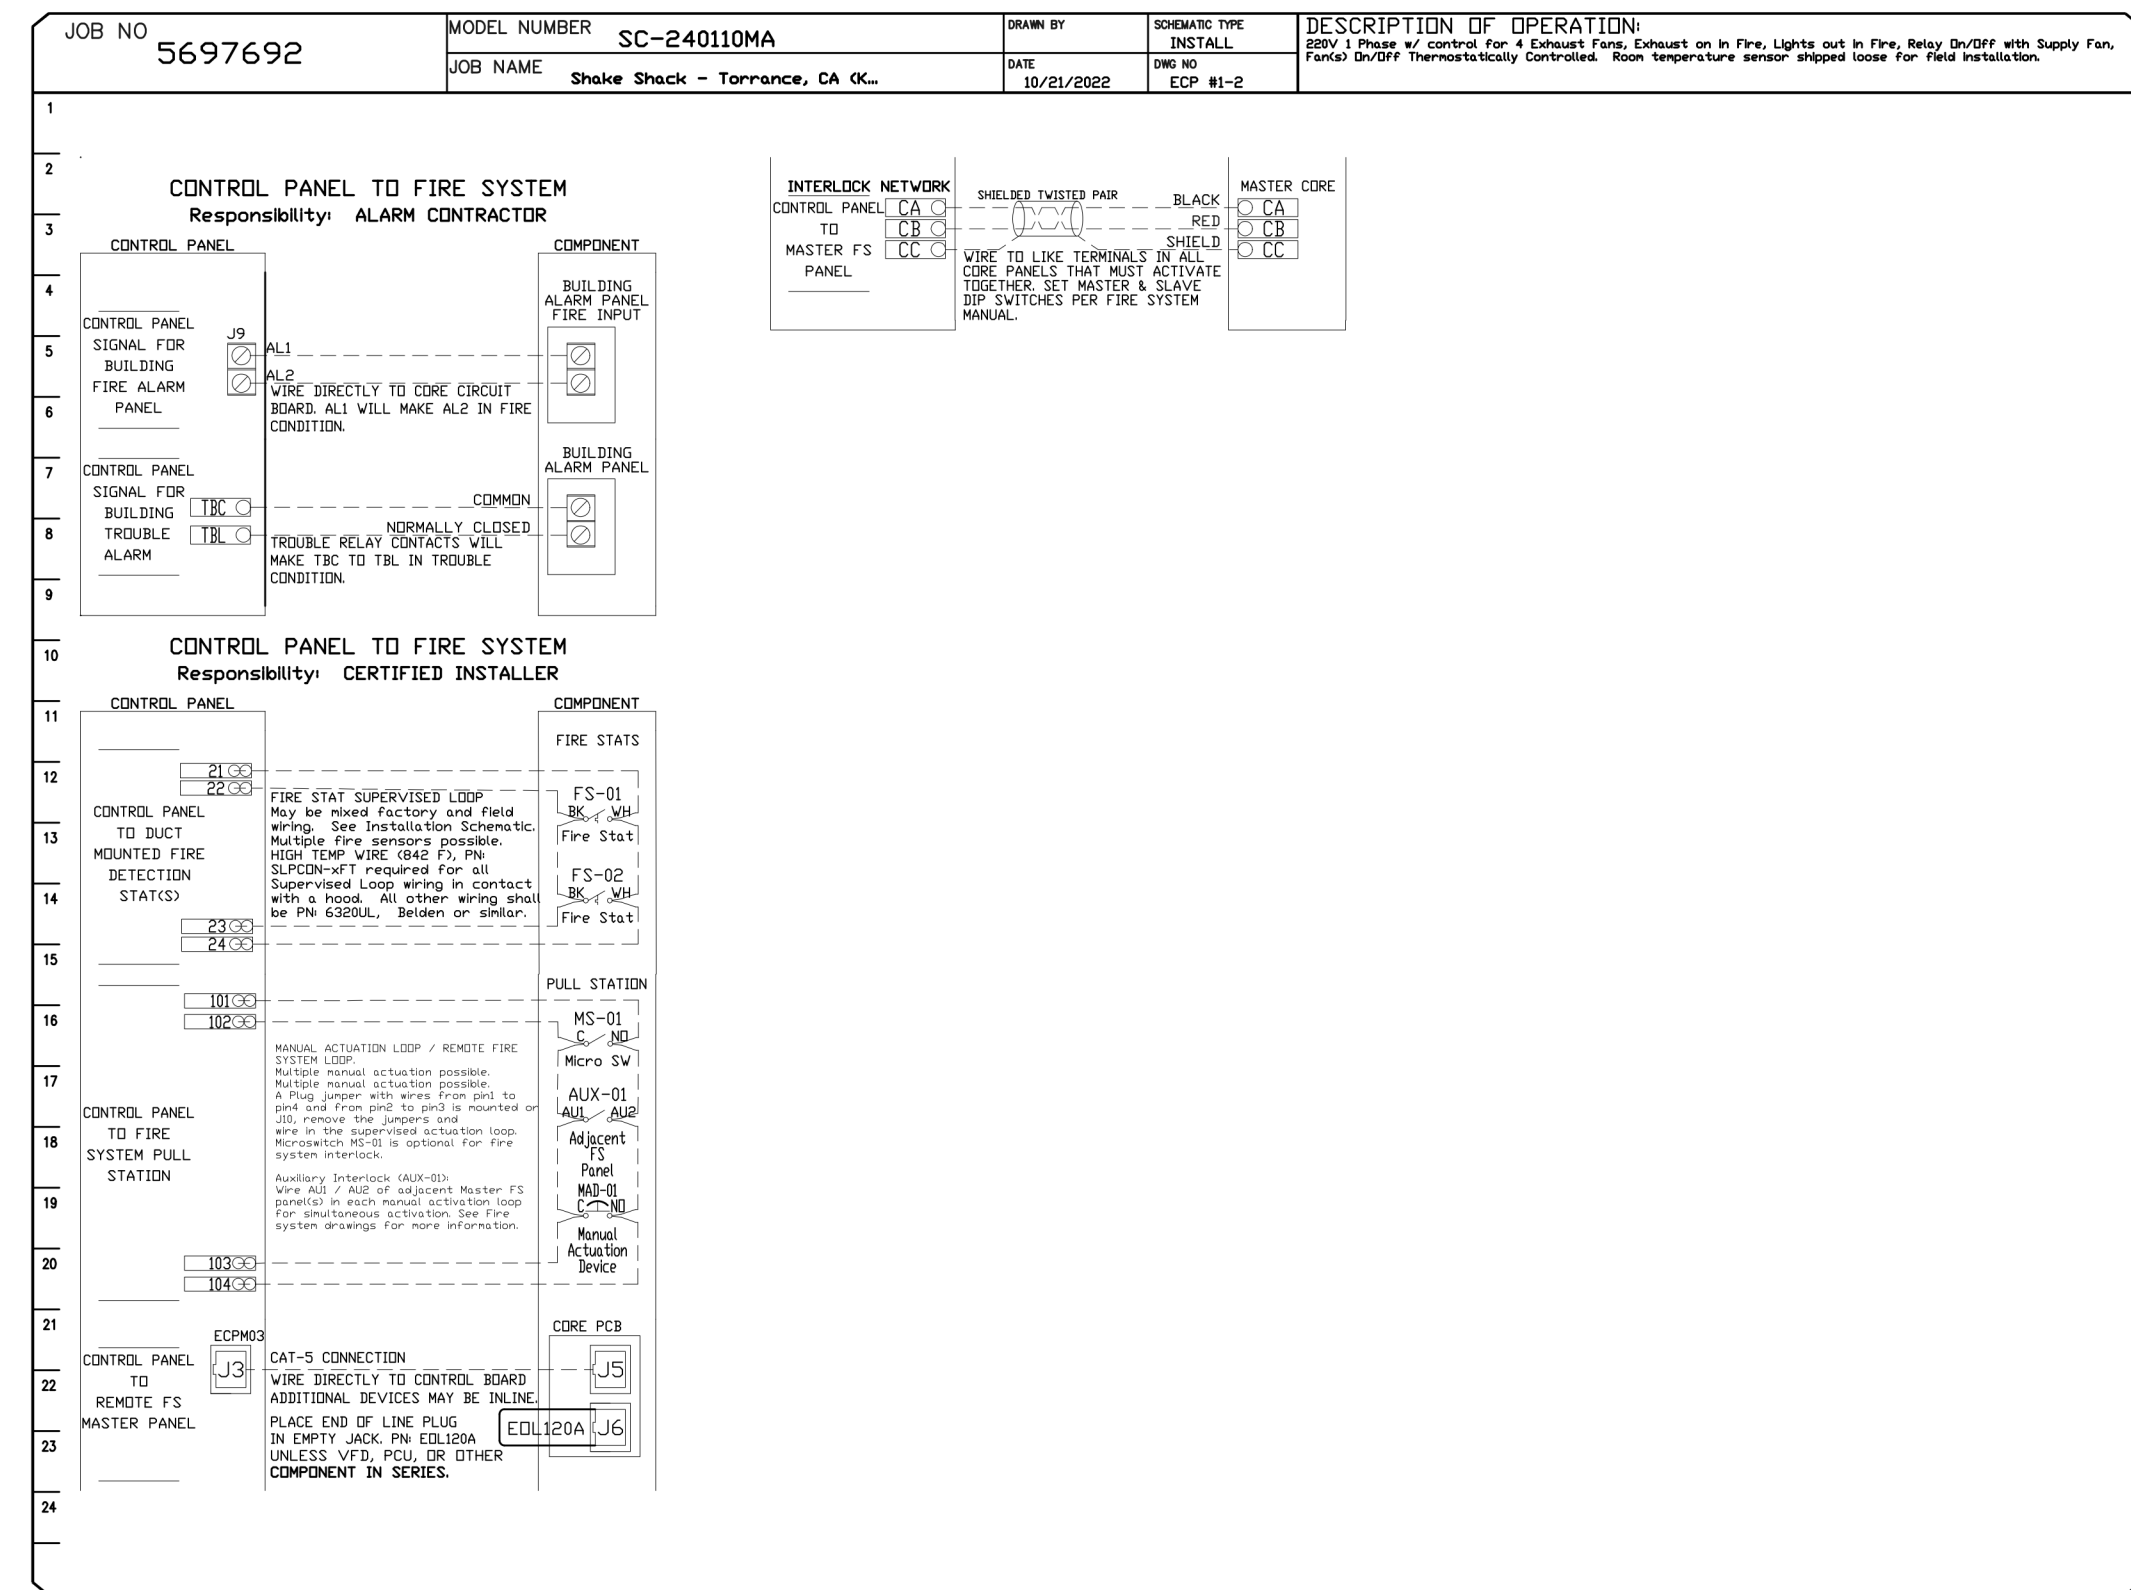 JOB NO
5697692
MODEL NUMBER SC-240110MA
JOB NAME
Shake Shack - Torrance, CA (K...
DRAWN BY
DATE
10/21/2022
SCHEMATIC TYPE
INSTALL
DWG NO
ECP #1-2
DESCRIPTION OF OPERATION:
220V 1 Phase w/ control for 4 Exhaust Fans, Exhaust on in Fire, Lights out in Fire, Relay On/Off with Supply Fan,
Fan(s) On/Off Thermostatically Controlled. Room temperature sensor shipped loose for field installation.
1
2
3
4
5
6
7
8
9
10
11
12
13
14
15
16
17
18
19
20
21
22
23
24
CONTROL PANEL TO FIRE SYSTEM
Responsibility: ALARM CONTRACTOR
CONTROL PANEL
COMPONENT
CONTROL PANEL
SIGNAL FOR
BUILDING
FIRE ALARM
PANEL
J9
AL1
AL2
WIRE DIRECTLY TO CORE CIRCUIT
BOARD. AL1 WILL MAKE AL2 IN FIRE
CONDITION.
BUILDING
ALARM PANEL
FIRE INPUT
CONTROL PANEL
SIGNAL FOR
BUILDING
TROUBLE
ALARM
TBC
TBL
COMMON
NORMALLY CLOSED
TROUBLE RELAY CONTACTS WILL
MAKE TBC TO TBL IN TROUBLE
CONDITION.
BUILDING
ALARM PANEL
INTERLOCK NETWORK
CONTROL PANEL
TO
MASTER FS
PANEL
CA
CB
CC
SHIELDED TWISTED PAIR
BLACK
RED
SHIELD
WIRE TO LIKE TERMINALS IN ALL
CORE PANELS THAT MUST ACTIVATE
TOGETHER. SET MASTER & SLAVE
DIP SWITCHES PER FIRE SYSTEM
MANUAL.
MASTER CORE
CA
CB
CC
CONTROL PANEL TO FIRE SYSTEM
Responsibility: CERTIFIED INSTALLER
CONTROL PANEL
COMPONENT
CONTROL PANEL
TO DUCT
MOUNTED FIRE
DETECTION
STAT(S)
21
22
23
24
FIRE STAT SUPERVISED LOOP
May be mixed factory and field
wiring. See Installation Schematic.
Multiple fire sensors possible.
HIGH TEMP WIRE (842 F), PN:
SLPCON-xFT required for all
Supervised Loop wiring in contact
with a hood. All other wiring shall
be PN: 6320UL, Belden or similar.
FIRE STATS
FS-01
BK WH
Fire Stat
FS-02
BK WH
Fire Stat
CONTROL PANEL
TO FIRE
SYSTEM PULL
STATION
101
102
103
104
MANUAL ACTUATION LOOP / REMOTE FIRE
SYSTEM LOOP.
Multiple manual actuation possible.
Multiple manual actuation possible.
A Plug jumper with wires from pin1 to
pin4 and from pin2 to pin3 is mounted or
J10, remove the jumpers and
wire in the supervised actuation loop.
Microswitch MS-01 is optional for fire
system interlock.
Auxiliary Interlock (AUX-01):
Wire AU1 / AU2 of adjacent Master FS
panel(s) in each manual activation loop
for simultaneous activation. See Fire
system drawings for more information.
PULL STATION
MS-01
C NO
Micro SW
AUX-01
AU1 AU2
Adjacent
FS
Panel
MAD-01
C NO
Manual
Actuation
Device
CONTROL PANEL
TO
REMOTE FS
MASTER PANEL
ECPM03
J3
CAT-5 CONNECTION
WIRE DIRECTLY TO CONTROL BOARD
ADDITIONAL DEVICES MAY BE INLINE.
PLACE END OF LINE PLUG
IN EMPTY JACK. PN: EOL120A
UNLESS VFD, PCU, OR OTHER
COMPONENT IN SERIES.
CORE PCB
J5
EOL120A
J6